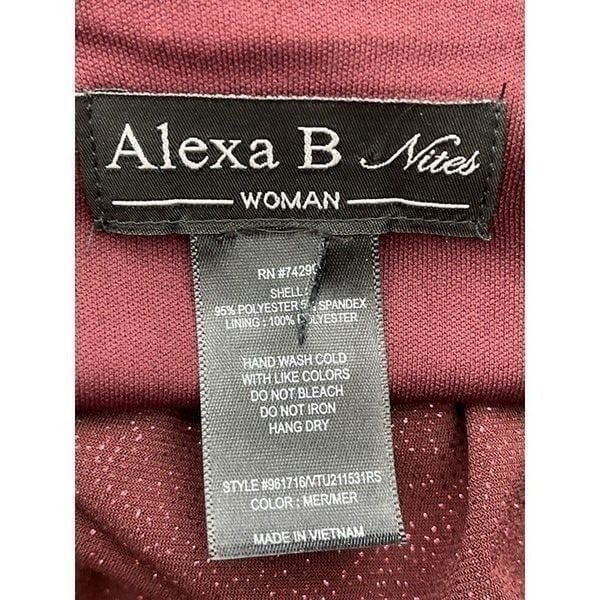 Alexa B Nites
WOMAN
RN #7429
SHELL:
95% POLYESTER 5% SPANDEX
LINING : 100% POLYESTER
HAND WASH COLD
WITH LIKE COLORS
DO NOT BLEACH
DO NOT IRON
HANG DRY
STYLE #961716/VTU211531RS
COLOR : MER/MER
MADE IN VIETNAM